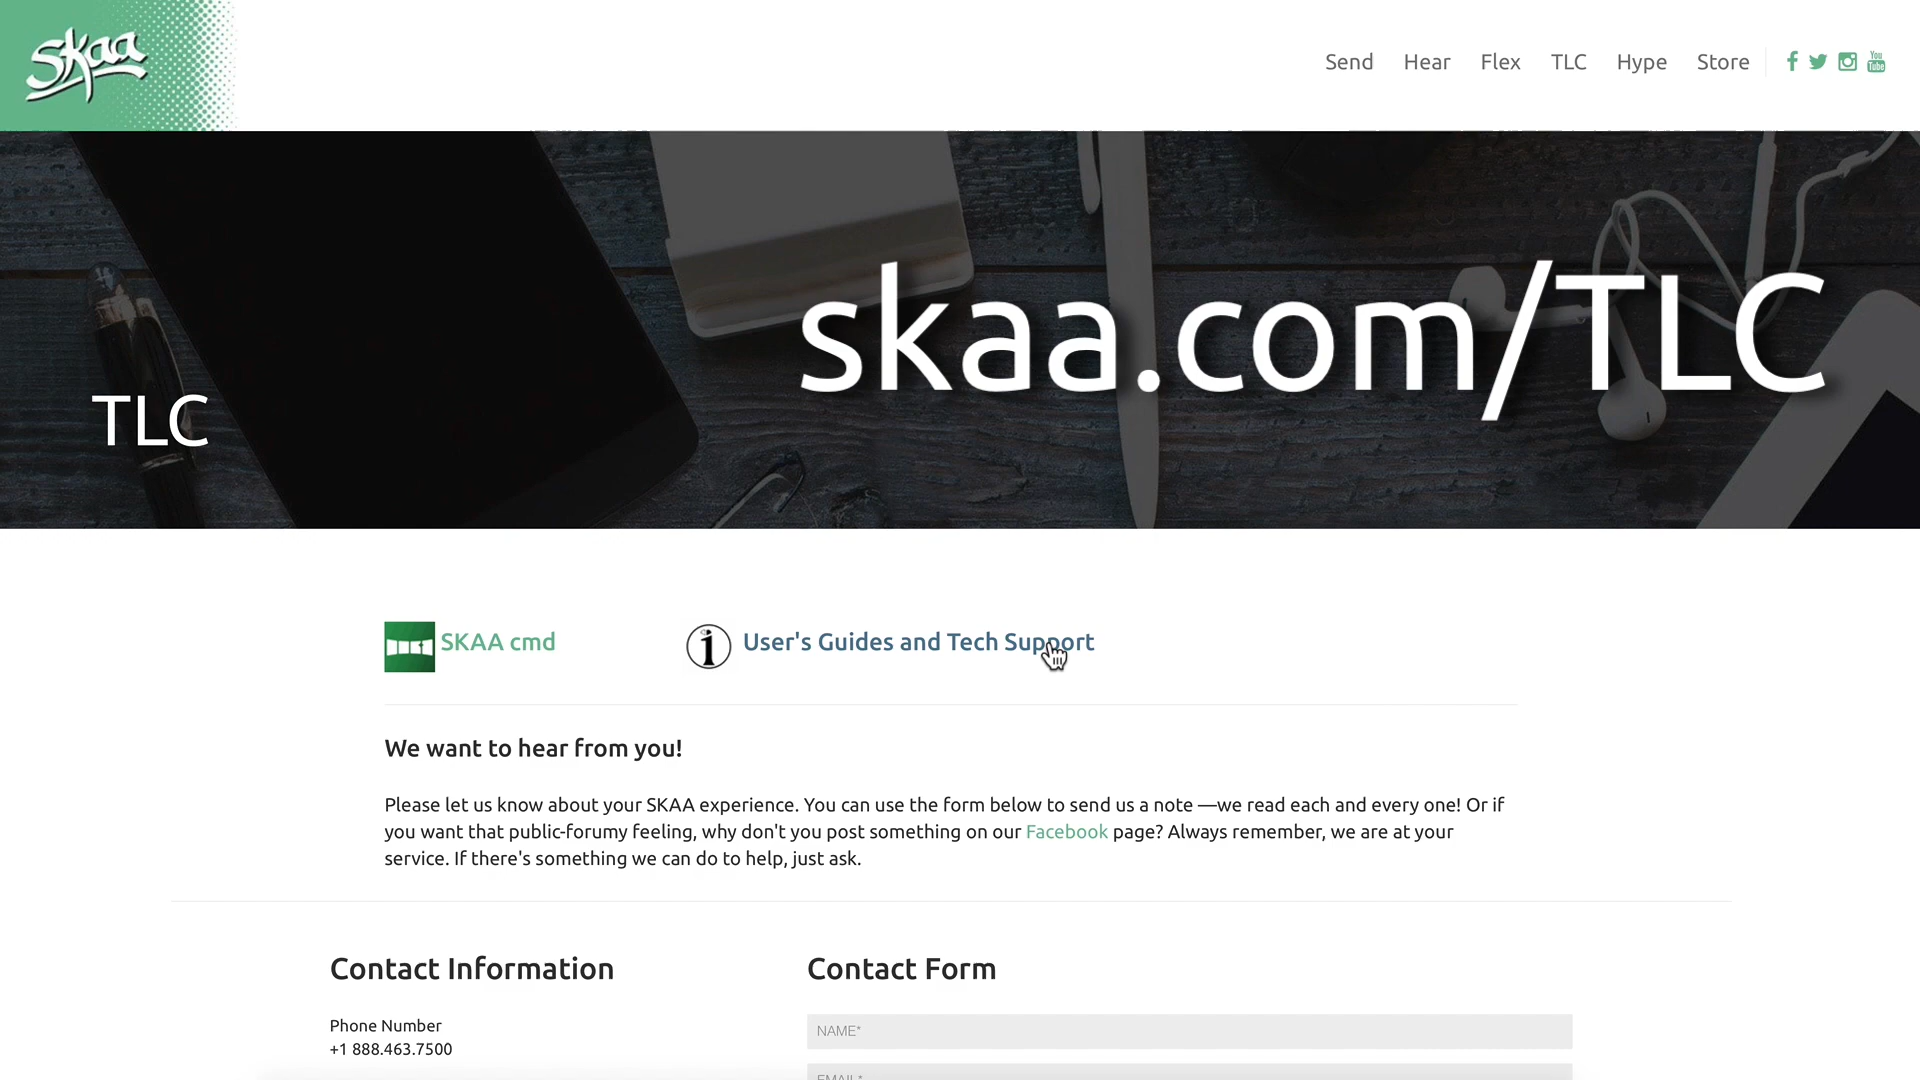 skaa
Send Hear Flex TLC Hype Store
You
Tube
skaa.com/TLC
TLC
SKAA cmd
User's Guides and Tech Support
We want to hear from you!
Please let us know about your SKAA experience. You can use the form below to send us a note —we read each and every one! Or if
you want that public-forumy feeling, why don't you post something on our Facebook page? Always remember, we are at your
service. If there's something we can do to help, just ask.
Contact Information
Contact Form
Phone Number
+1 888.463.7500
NAME*
EMAIL*